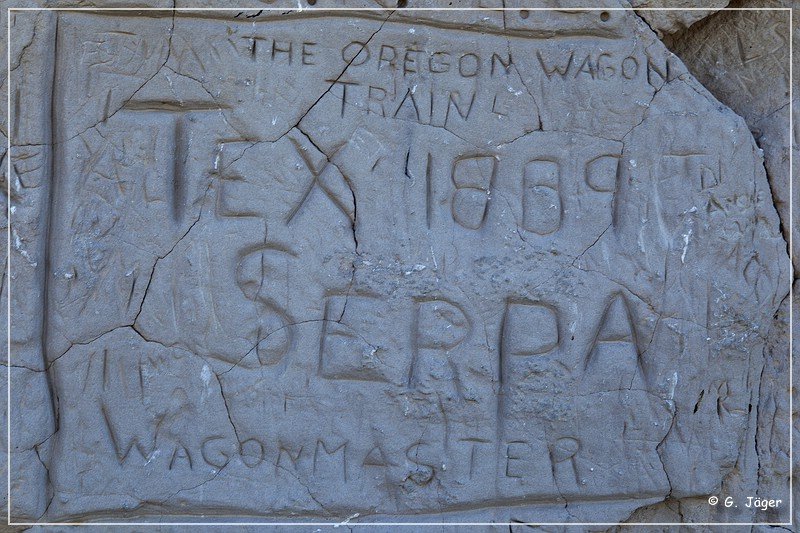 THE OREGON WAGON
TRAIN
TEX 1889
SERPA
WAGONMASTER
© G. Jäger